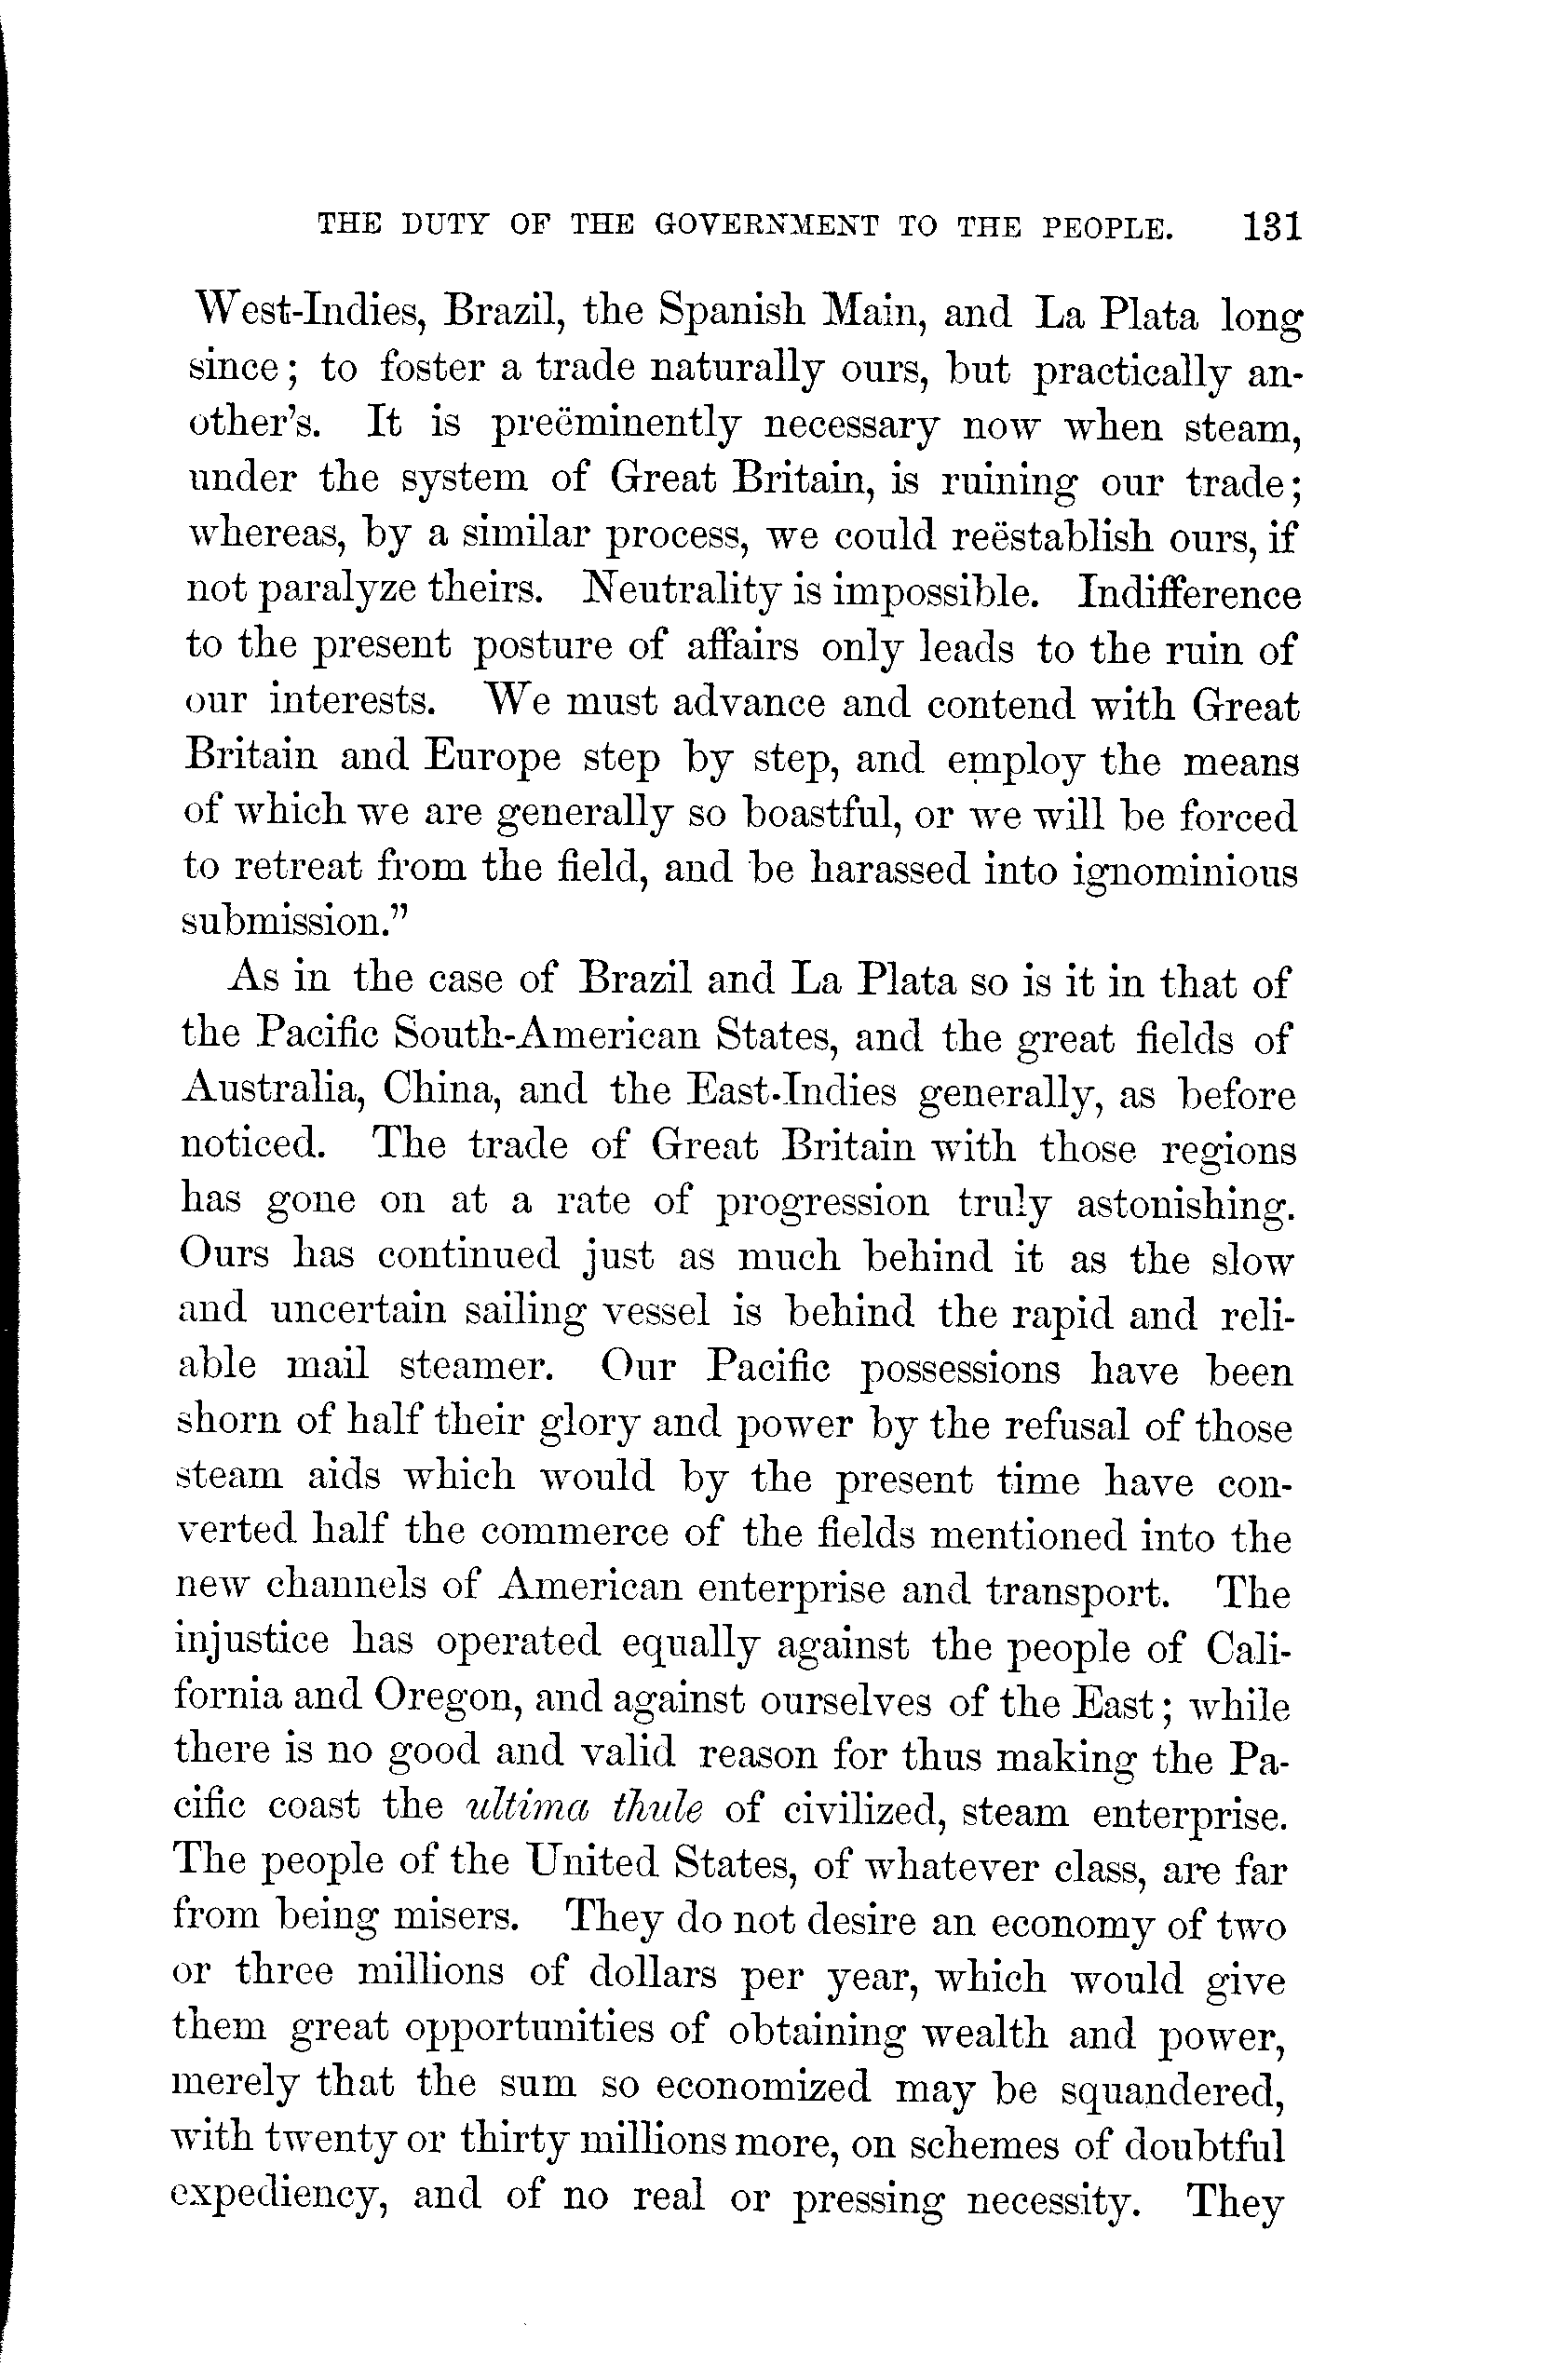 THE DUTY OF THE GOVERNMENT TO THE PEOPLE. 131
West-Indies, Brazil, the Spanish Main, and La Plata long
since; to foster a trade naturally ours, but practically an-
other's. It is preëminently necessary now when steam,
under the system of Great Britain, is ruining our trade;
whereas, by a similar process, we could reëstablish ours, if
not paralyze theirs. Neutrality is impossible. Indifference
to the present posture of affairs only leads to the ruin of
our interests. We must advance and contend with Great
Britain and Europe step by step, and employ the means
of which we are generally so boastful, or we will be forced
to retreat from the field, and be harassed into ignominious
submission."
As in the case of Brazil and La Plata so is it in that of
the Pacific South-American States, and the great fields of
Australia, China, and the East-Indies generally, as before
noticed. The trade of Great Britain with those regions
has gone on at a rate of progression truly astonishing.
Ours has continued just as much behind it as the slow
and uncertain sailing vessel is behind the rapid and reli-
able mail steamer. Our Pacific possessions have been
shorn of half their glory and power by the refusal of those
steam aids which would by the present time have con-
verted half the commerce of the fields mentioned into the
new channels of American enterprise and transport. The
injustice has operated equally against the people of Cali-
fornia and Oregon, and against ourselves of the East; while
there is no good and valid reason for thus making the Pa-
cific coast the ultima thule of civilized, steam enterprise.
The people of the United States, of whatever class, are far
from being misers. They do not desire an economy of two
or three millions of dollars per year, which would give
them great opportunities of obtaining wealth and power,
merely that the sum so economized may be squandered,
with twenty or thirty millions more, on schemes of doubtful
expediency, and of no real or pressing necessity. They